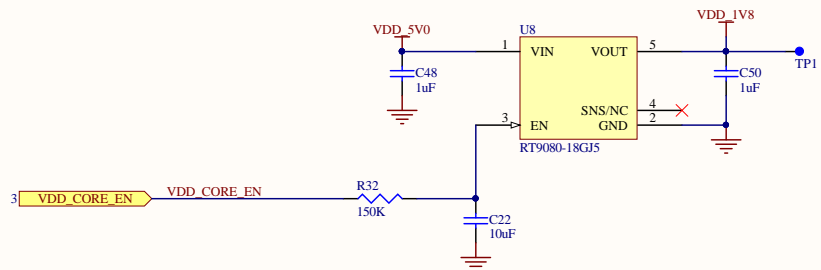 VDD_1V8
VDD_5V0
U8
1
VIN
VOUT
5
TP1
C48
1uF
C50
1uF
SNS/NC
4
3
EN
GND
2
RT9080-18GJ5
3
VDD_CORE_EN
VDD_CORE_EN
R32
150K
C22
10uF